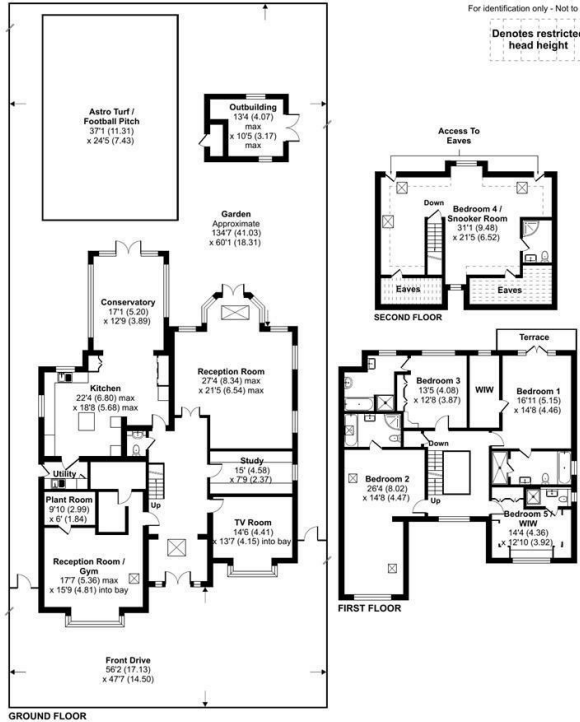 For identification only - Not to
Denotes restricted
head height
Astro Turf /
Football Pitch
37'1 (11.31)
x 24'5 (7.43)
Outbuilding
13'4 (4.07)
max
x 10'5 (3.17)
max
Garden
Approximate
134'7 (41.03)
x 60'1 (18.31)
Access To
Eaves
Down
Bedroom 4 /
Snooker Room
31'1 (9.48)
x 21'5 (6.52)
Eaves
Eaves
SECOND FLOOR
Conservatory
17'1 (5.20)
x 12'9 (3.89)
Kitchen
22'4 (6.80) max
x 18'8 (5.68) max
Reception Room
27'4 (8.34) max
x 21'5 (6.54) max
Utility
Study
15' (4.58)
x 7'9 (2.37)
Plant Room
9'10 (2.99)
x 6' (1.84)
Up
TV Room
14'6 (4.41)
x 13'7 (4.15) into bay
Reception Room /
Gym
17'7 (5.36) max
x 15'9 (4.81) into bay
Front Drive
56'2 (17.13)
x 47'7 (14.50)
GROUND FLOOR
Terrace
Bedroom 3
13'5 (4.08)
x 12'8 (3.87)
WIW
Bedroom 1
16'11 (5.15)
x 14'8 (4.46)
Down
Bedroom 2
26'4 (8.02)
x 14'8 (4.47)
Up
Bedroom 5 /
WIW
14'4 (4.36)
x 12'10 (3.92)
FIRST FLOOR